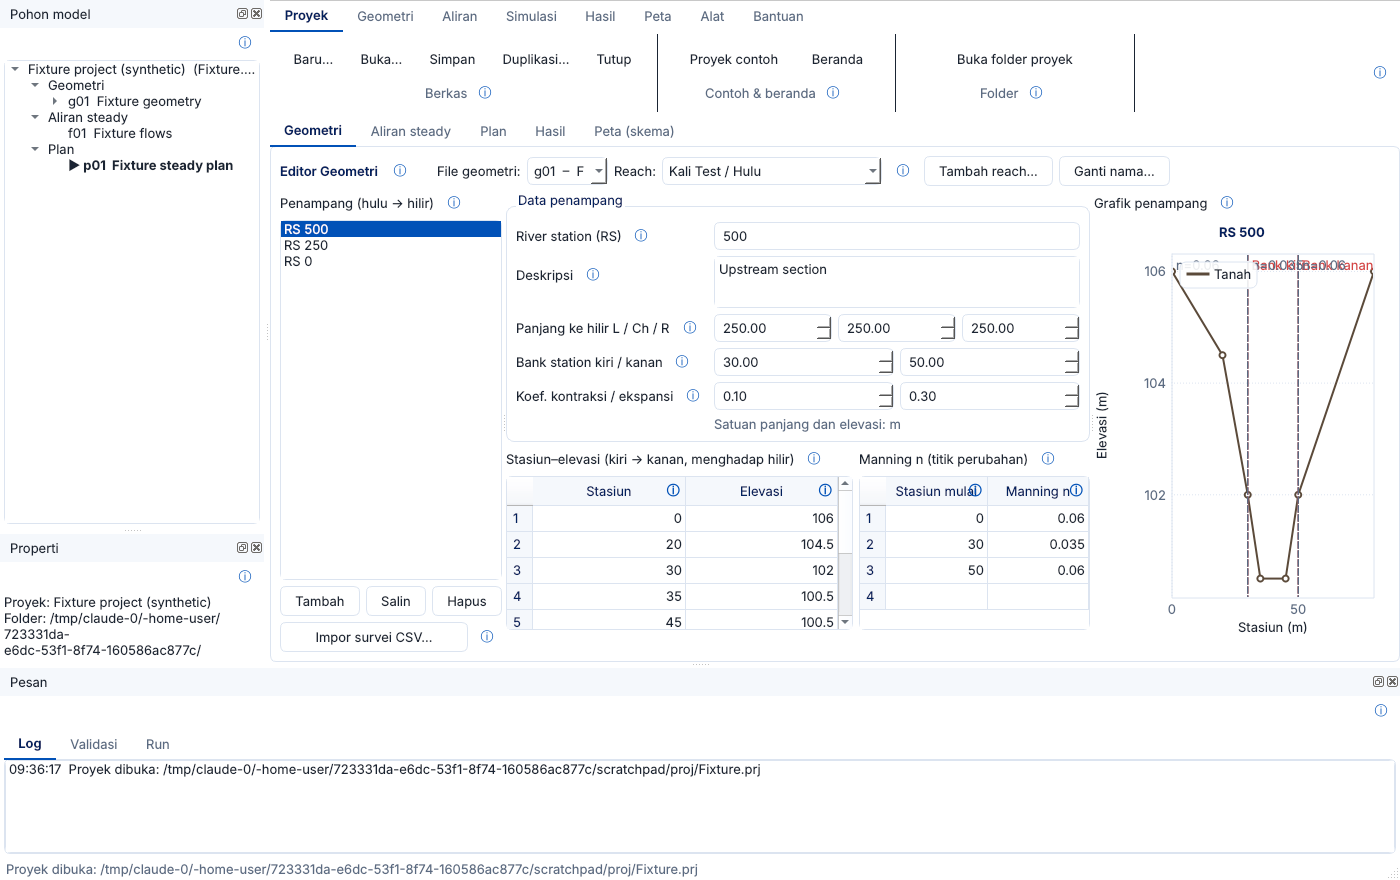 Pohon model
Proyek Geometri Aliran Simulasi Hasil Peta Alat Bantuan
Baru... Buka... Simpan Duplikasi... Tutup
Berkas
Proyek contoh Beranda
Contoh & beranda
Buka folder proyek
Folder
Fixture project (synthetic) (Fixture....
Geometri
g01 Fixture geometry
Aliran steady
f01 Fixture flows
Plan
p01 Fixture steady plan
Properti
Proyek: Fixture project (synthetic)
Folder: /tmp/claude-0/-home-user/
723331da-
e6dc-53f1-8f74-160586ac877c/
Geometri Aliran steady Plan Hasil Peta (skema)
Editor Geometri File geometri: g01 – F Reach: Kali Test / Hulu Tambah reach... Ganti nama...
Penampang (hulu → hilir)
RS 500
RS 250
RS 0
Tambah Salin Hapus
Impor survei CSV...
Data penampang
River station (RS) 500
Deskripsi Upstream section
Panjang ke hilir L / Ch / R 250.00 250.00 250.00
Bank station kiri / kanan 30.00 50.00
Koef. kontraksi / ekspansi 0.10 0.30
Satuan panjang dan elevasi: m
Stasiun–elevasi (kiri → kanan, menghadap hilir)
Stasiun Elevasi
1 0 106
2 20 104.5
3 30 102
4 35 100.5
5 45 100.5
Manning n (titik perubahan)
Stasiun mulai Manning n
1 0 0.06
2 30 0.035
3 50 0.06
4
Grafik penampang
RS 500
Bank kanan
Tanah
106
104
102
Elevasi (m)
0 50
Stasiun (m)
Pesan
Log Validasi Run
09:36:17 Proyek dibuka: /tmp/claude-0/-home-user/723331da-e6dc-53f1-8f74-160586ac877c/scratchpad/proj/Fixture.prj
Proyek dibuka: /tmp/claude-0/-home-user/723331da-e6dc-53f1-8f74-160586ac877c/scratchpad/proj/Fixture.prj